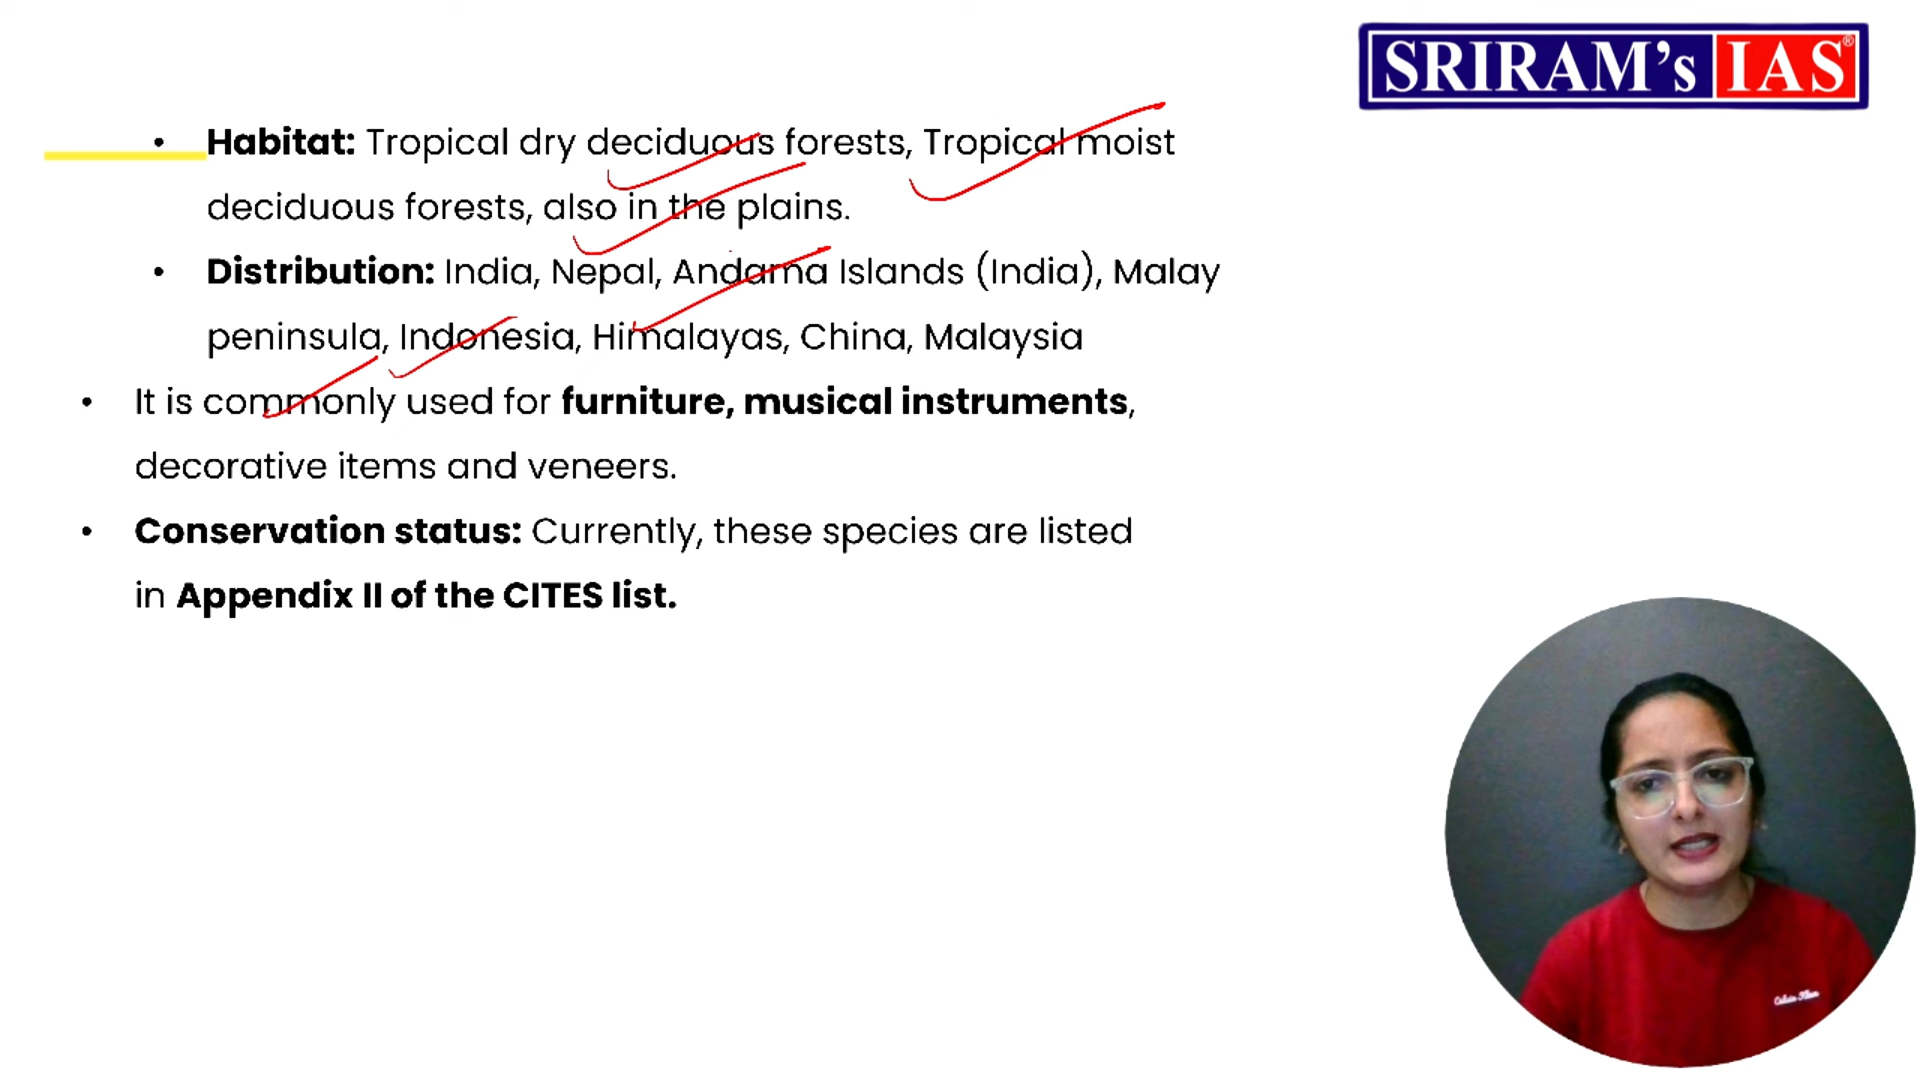 SRIRAM's IAS®
• Habitat: Tropical dry deciduous forests, Tropical moist
deciduous forests, also in the plains.
• Distribution: India, Nepal, Andama Islands (India), Malay
peninsula, Indonesia, Himalayas, China, Malaysia
• It is commonly used for furniture, musical instruments,
decorative items and veneers.
• Conservation status: Currently, these species are listed
in Appendix II of the CITES list.
Calvin Klein